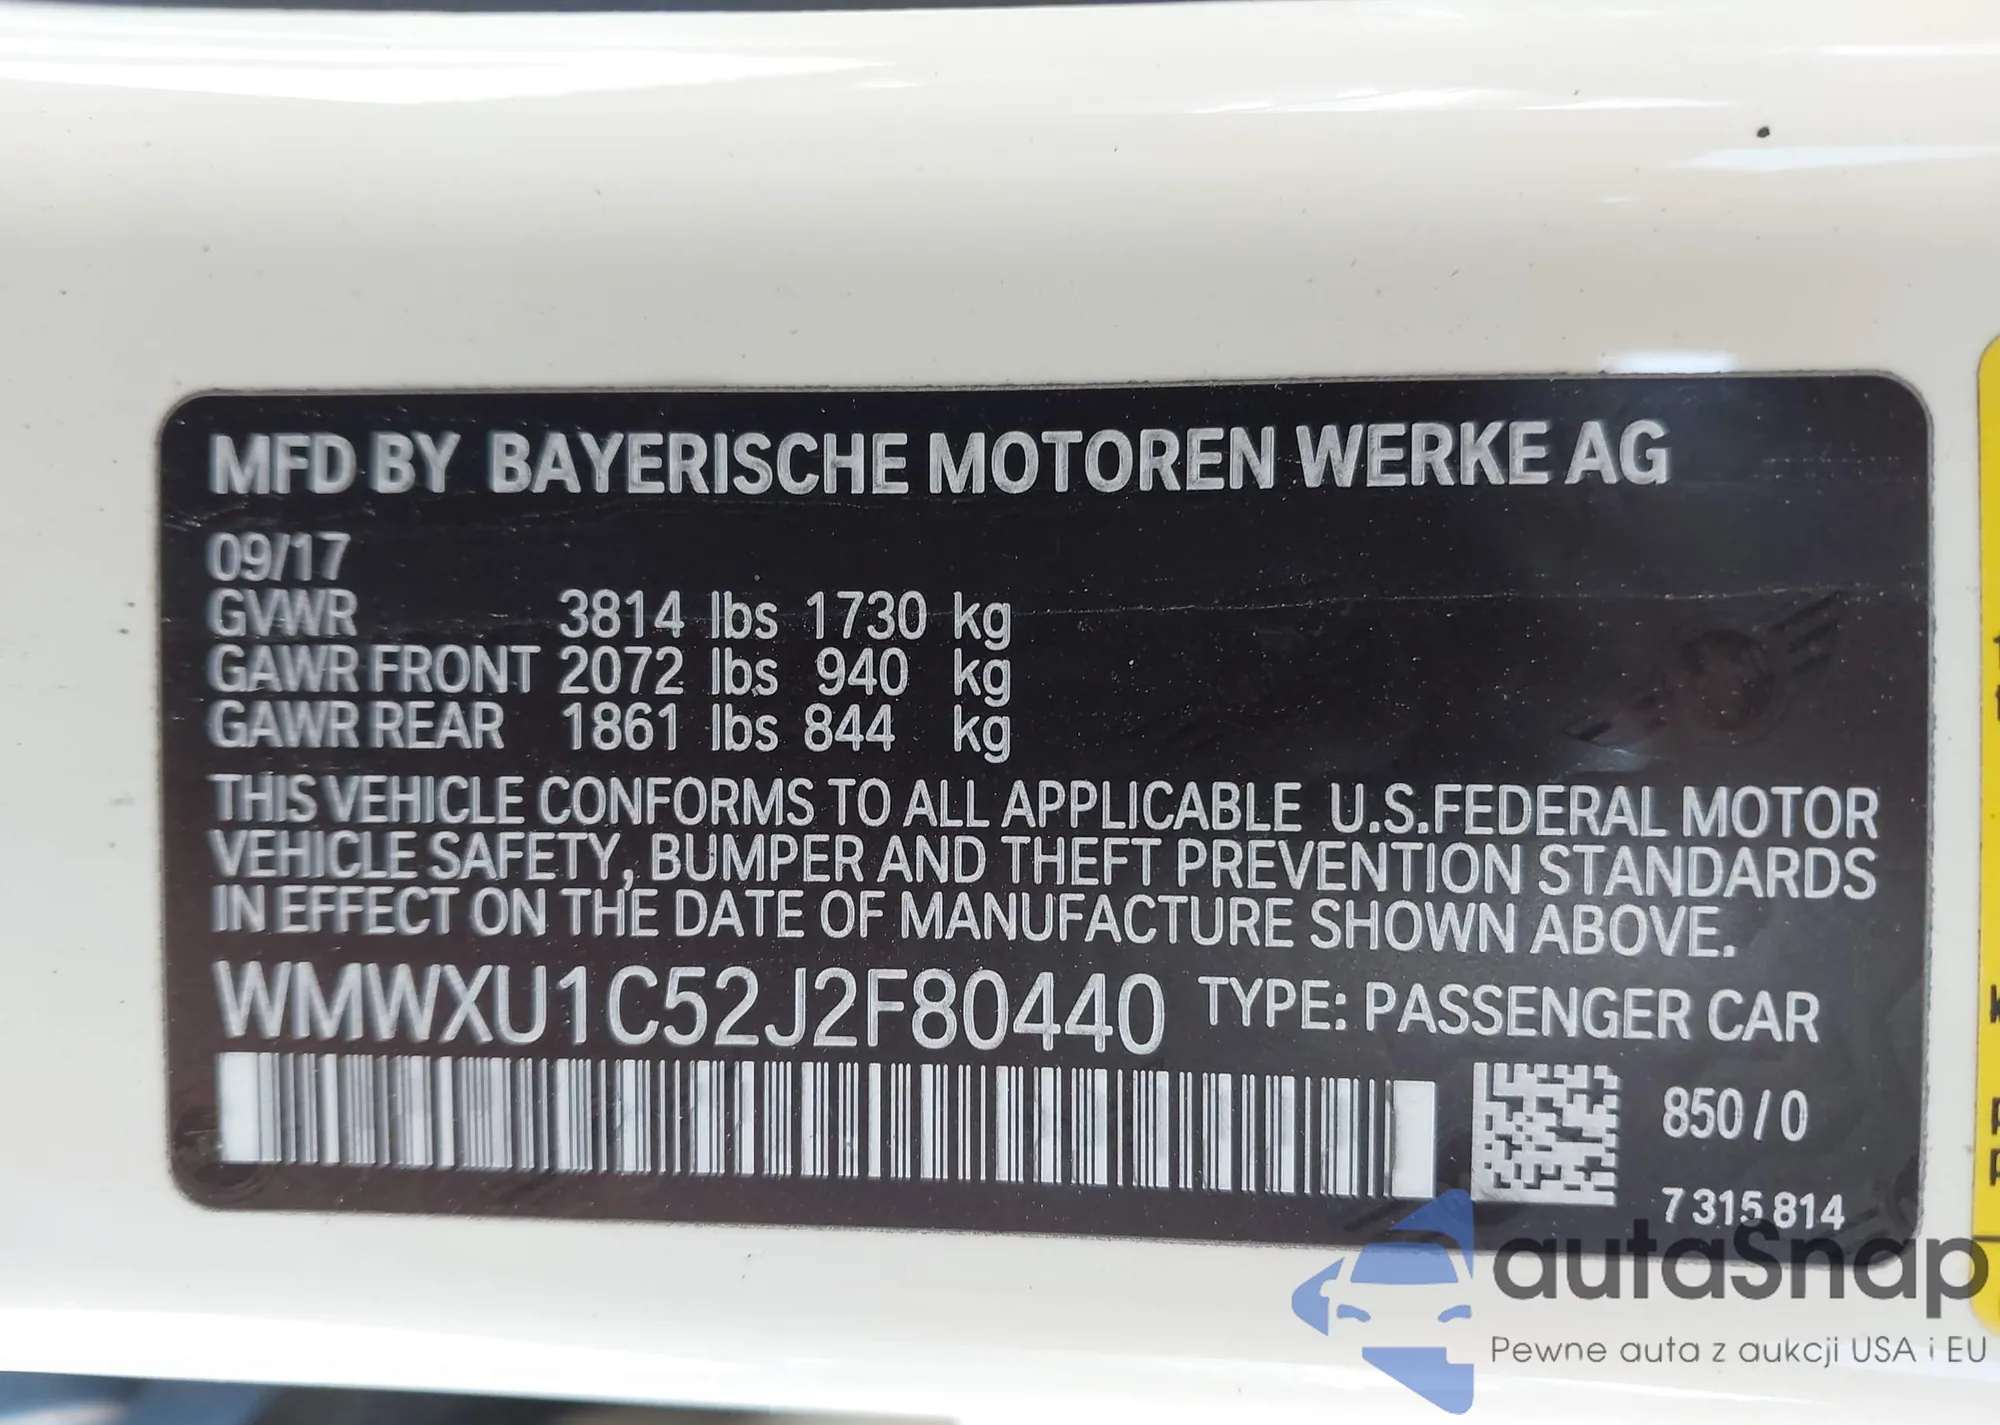 MFD BY BAYERISCHE MOTOREN WERKE AG
09/17
GVWR 3814 lbs 1730 kg
GAWR FRONT 2072 lbs 940 kg
GAWR REAR 1861 lbs 844 kg
THIS VEHICLE CONFORMS TO ALL APPLICABLE U.S.FEDERAL MOTOR
VEHICLE SAFETY, BUMPER AND THEFT PREVENTION STANDARDS
IN EFFECT ON THE DATE OF MANUFACTURE SHOWN ABOVE.
WMWXU1C52J2F80440 TYPE: PASSENGER CAR
850/0
7 315 814
autaSnap
Pewne auta z aukcji USA i EU